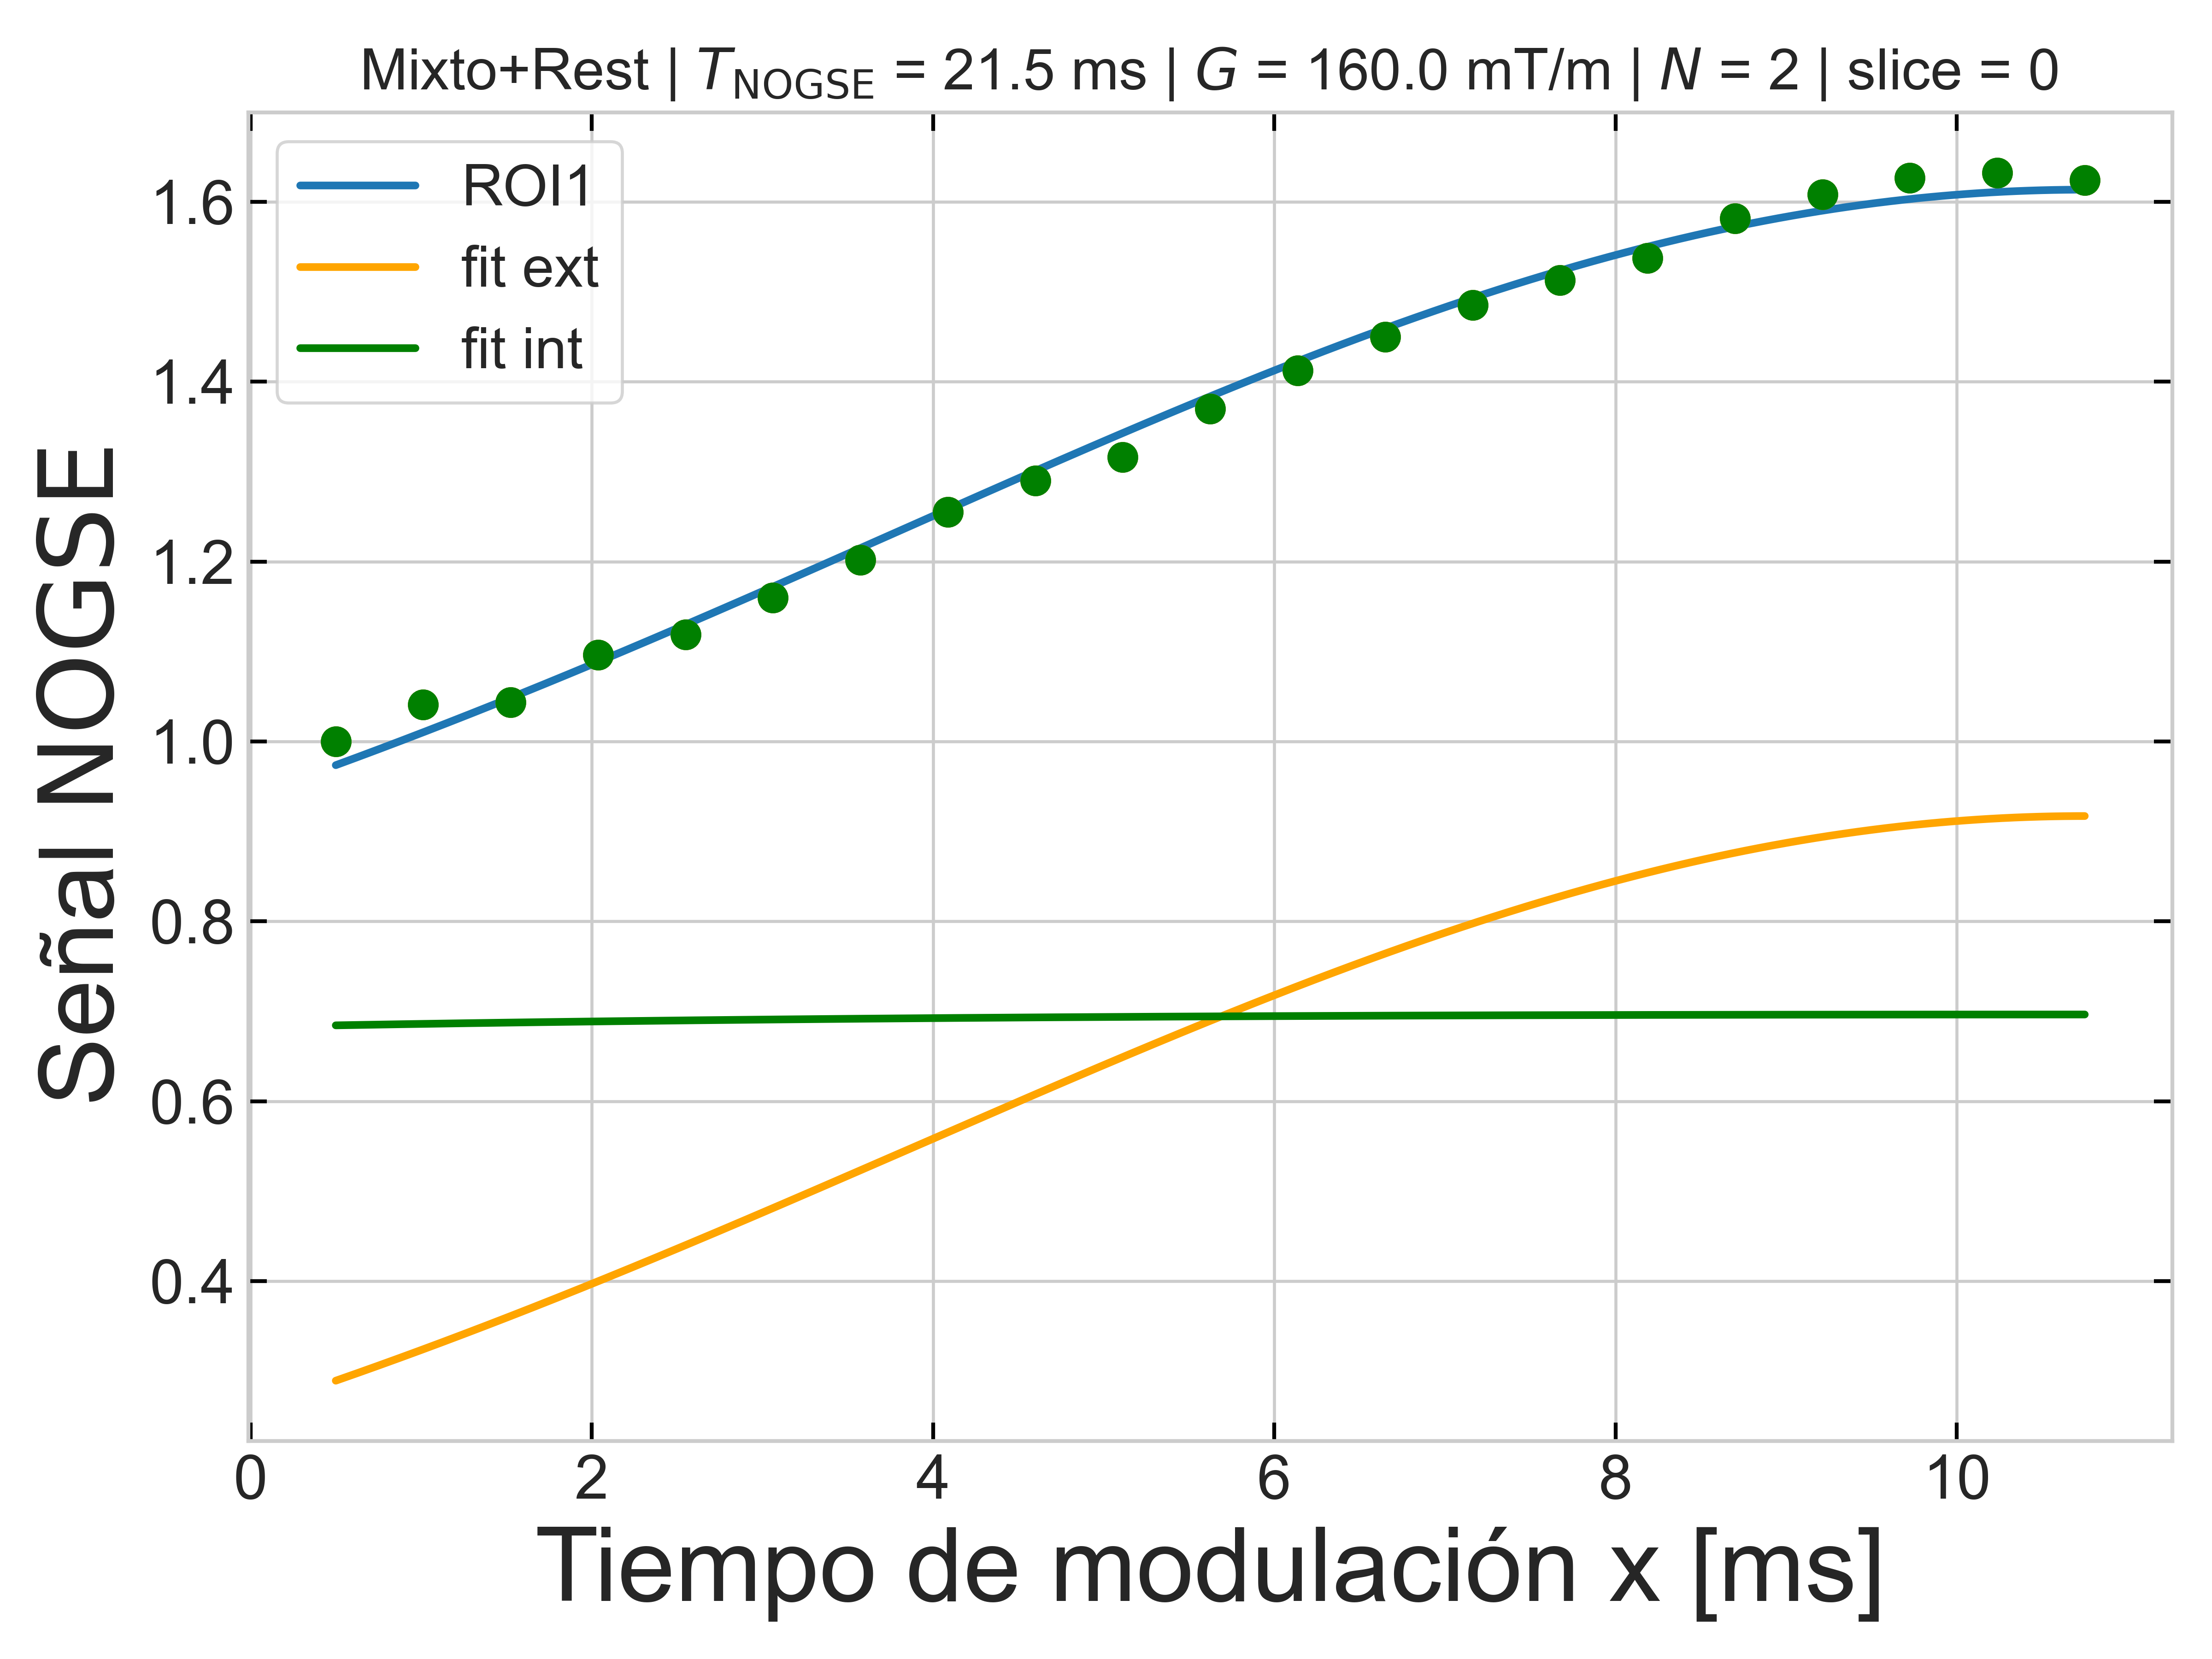 Mixto+Rest | T_NOGSE = 21.5 ms | G = 160.0 mT/m | N = 2 | slice = 0
ROI1
fit ext
fit int
Señal NOGSE
1.6
1.4
1.2
1.0
0.8
0.6
0.4
0 2 4 6 8 10
Tiempo de modulación x [ms]